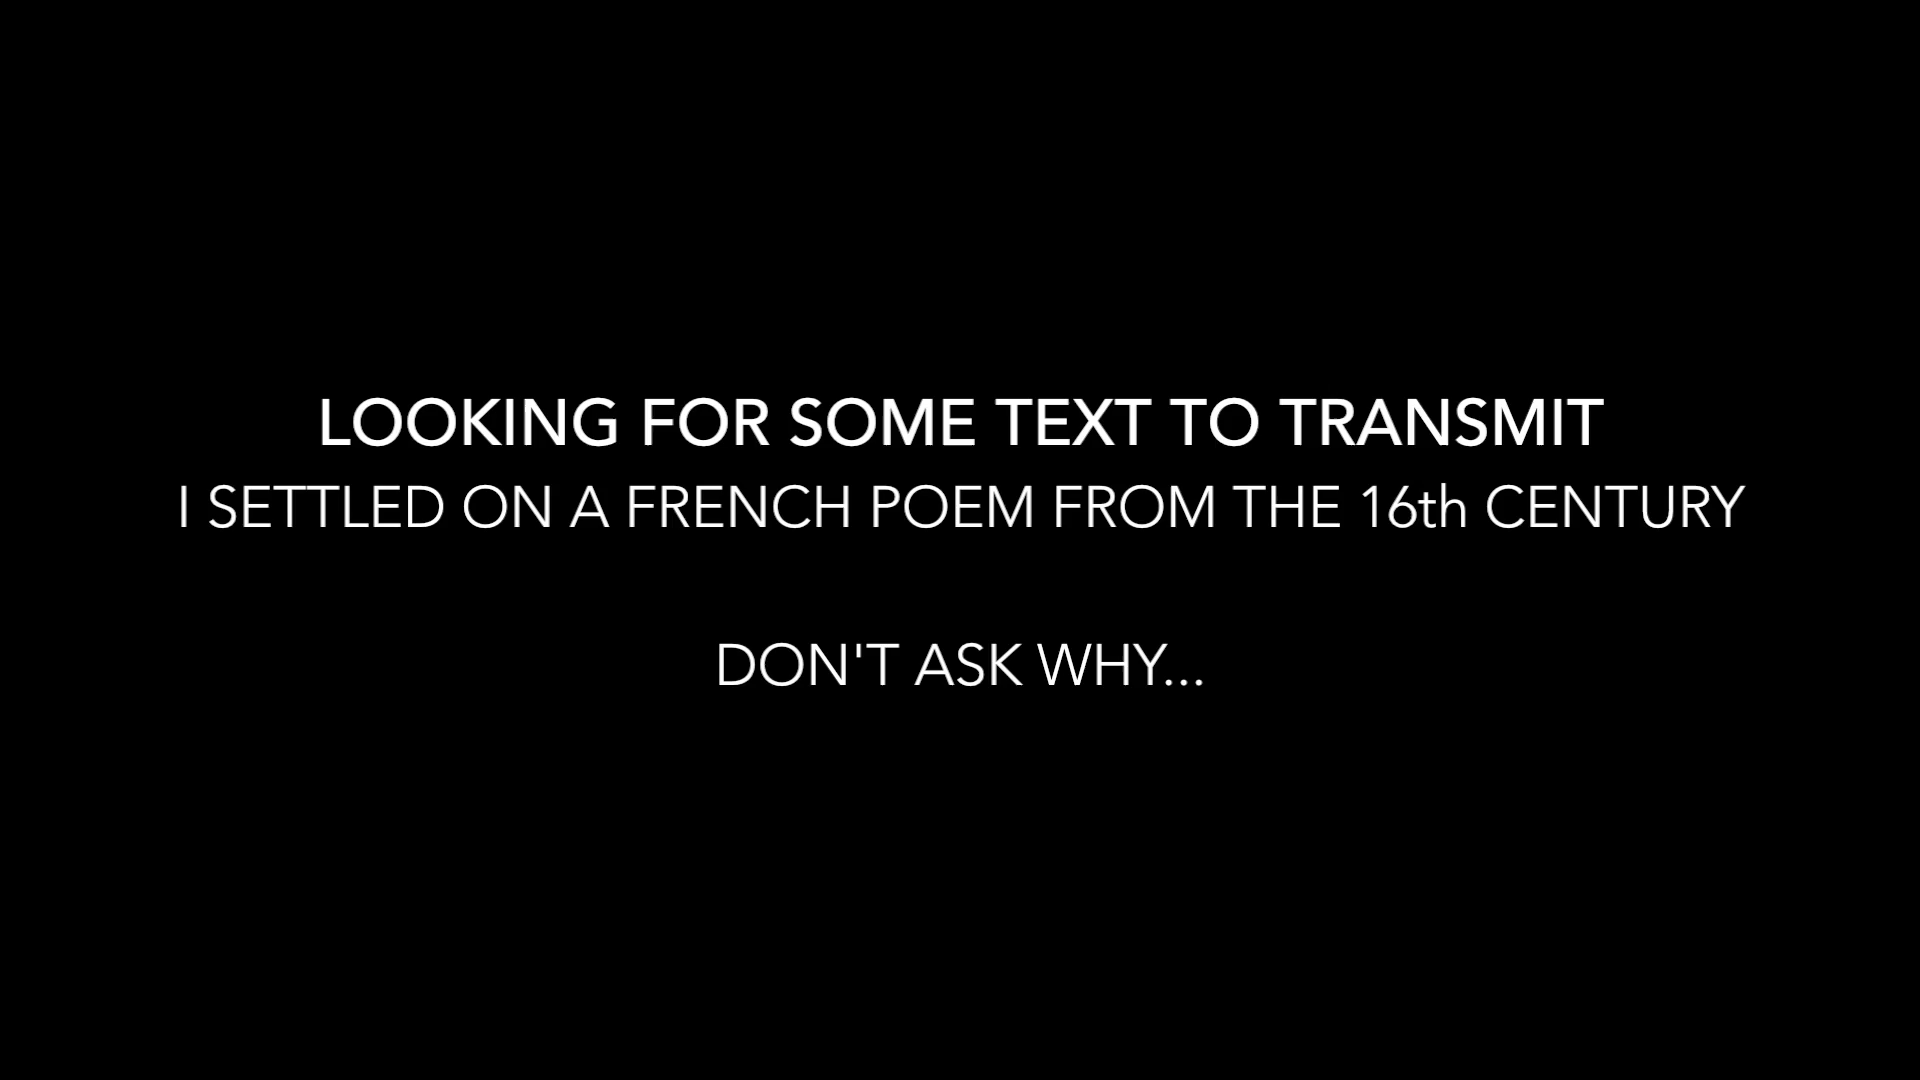 LOOKING FOR SOME TEXT TO TRANSMIT
I SETTLED ON A FRENCH POEM FROM THE 16th CENTURY
DON'T ASK WHY...